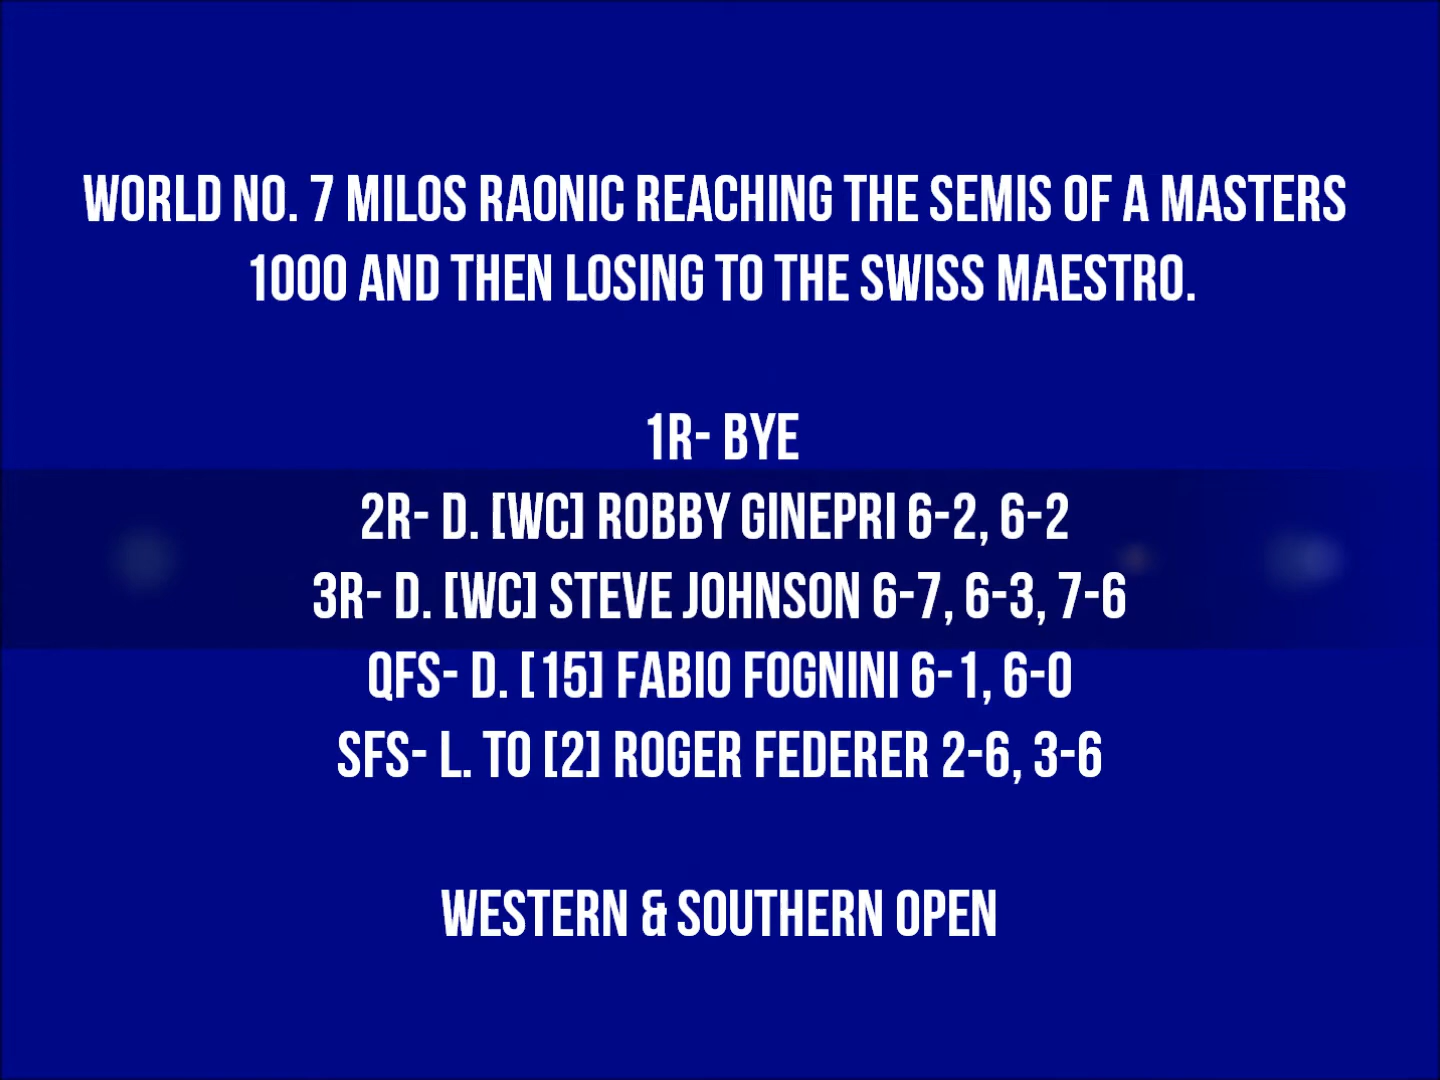 WORLD NO. 7 MILOS RAONIC REACHING THE SEMIS OF A MASTERS
1000 AND THEN LOSING TO THE SWISS MAESTRO.
1R- BYE
2R- D. [WC] ROBBY GINEPRI 6-2, 6-2
3R- D. [WC] STEVE JOHNSON 6-7, 6-3, 7-6
QFS- D. [15] FABIO FOGNINI 6-1, 6-0
SFS- L. TO [2] ROGER FEDERER 2-6, 3-6
WESTERN & SOUTHERN OPEN